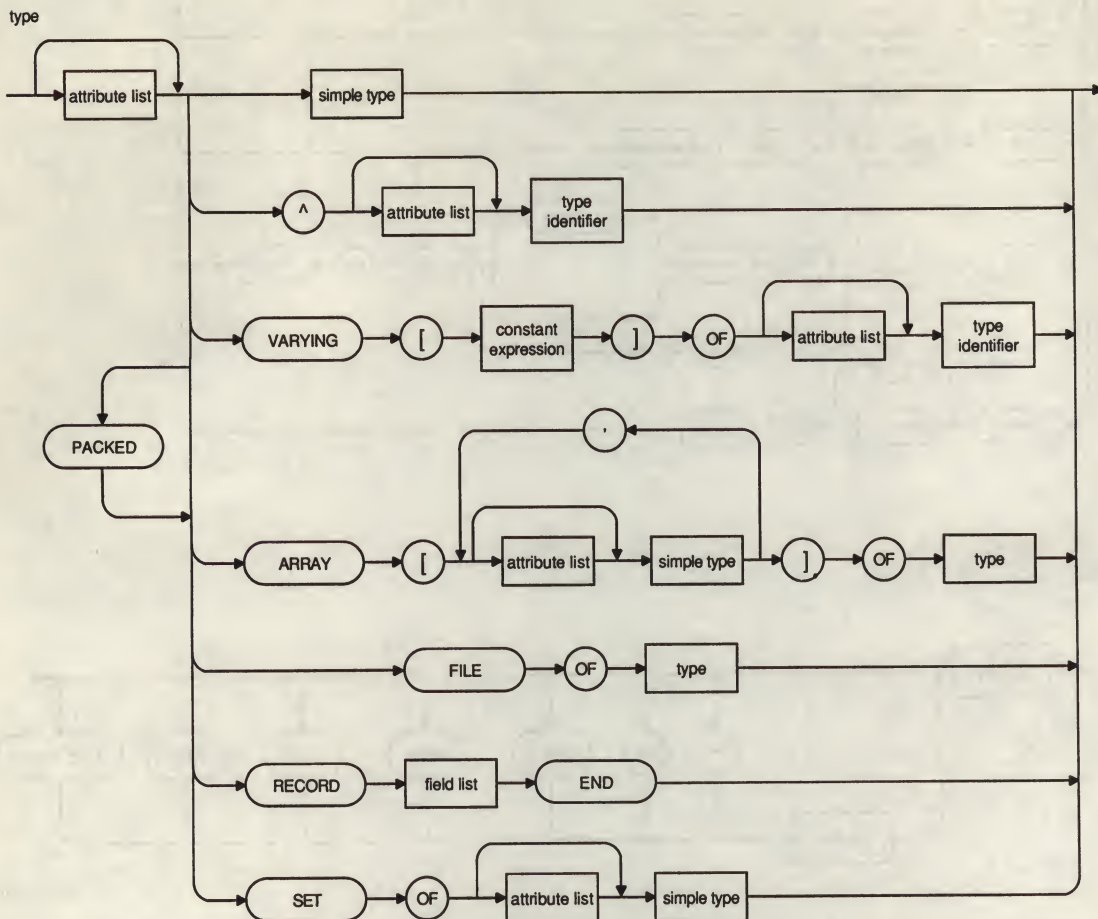 type
attribute list simple type
^ attribute list type identifier
VARYING [ constant expression ] OF attribute list type identifier
PACKED
,
ARRAY [ attribute list simple type ] OF type
FILE OF type
RECORD field list END
SET OF attribute list simple type